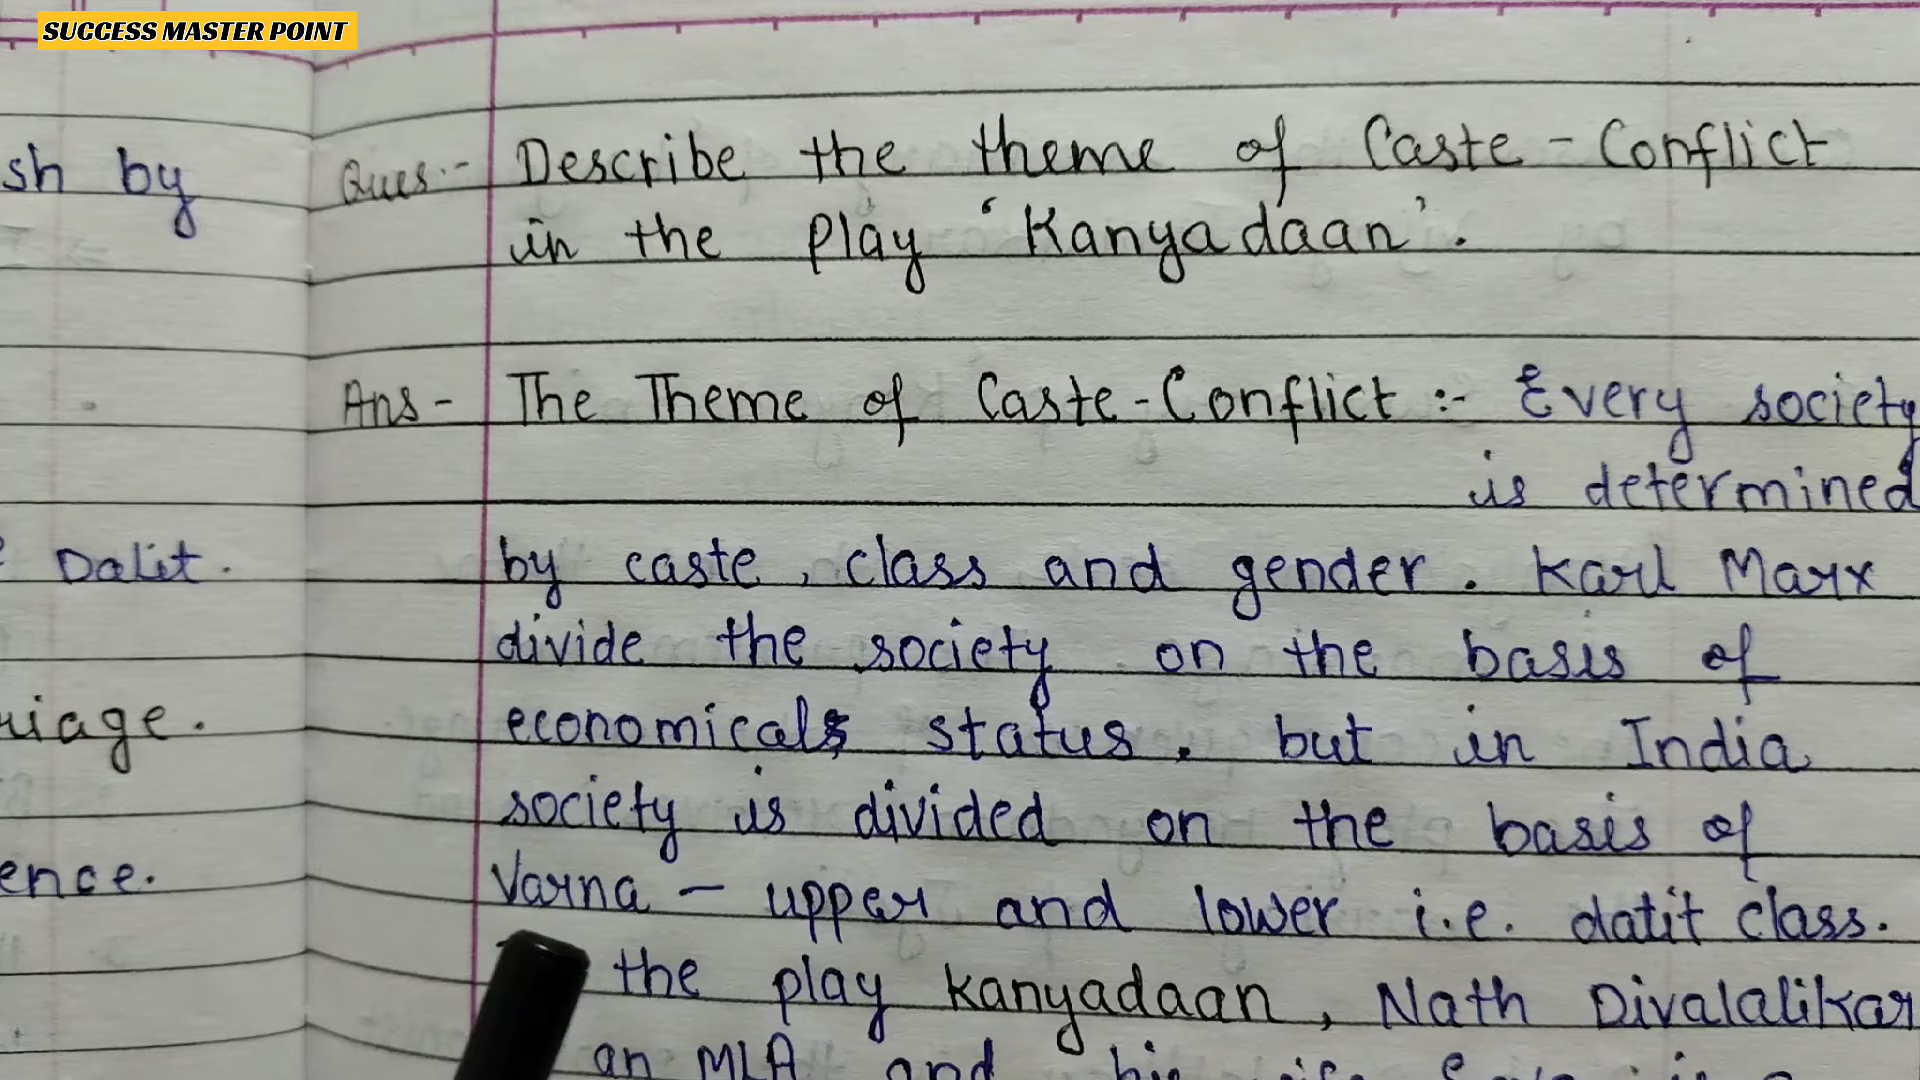 SUCCESS MASTER POINT
sh by
Dalit.
riage.
ence.
Ques:- Describe the theme of Caste-Conflict
in the play 'Kanyadaan'.
Ans- The Theme of Caste-Conflict :- Every society
is determined
by caste, class and gender. Karl Marx
divide the society on the basis of
economicals status, but in India
society is divided on the basis of
Varna - upper and lower i.e. datit class.
the play kanyadaan, Nath Divalalikar
an MLA and